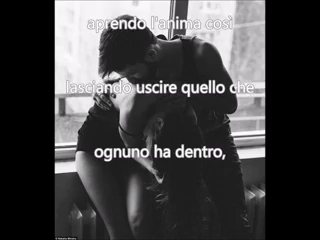 aprendo l'anima così
lasciando uscire quello che
ognuno ha dentro,